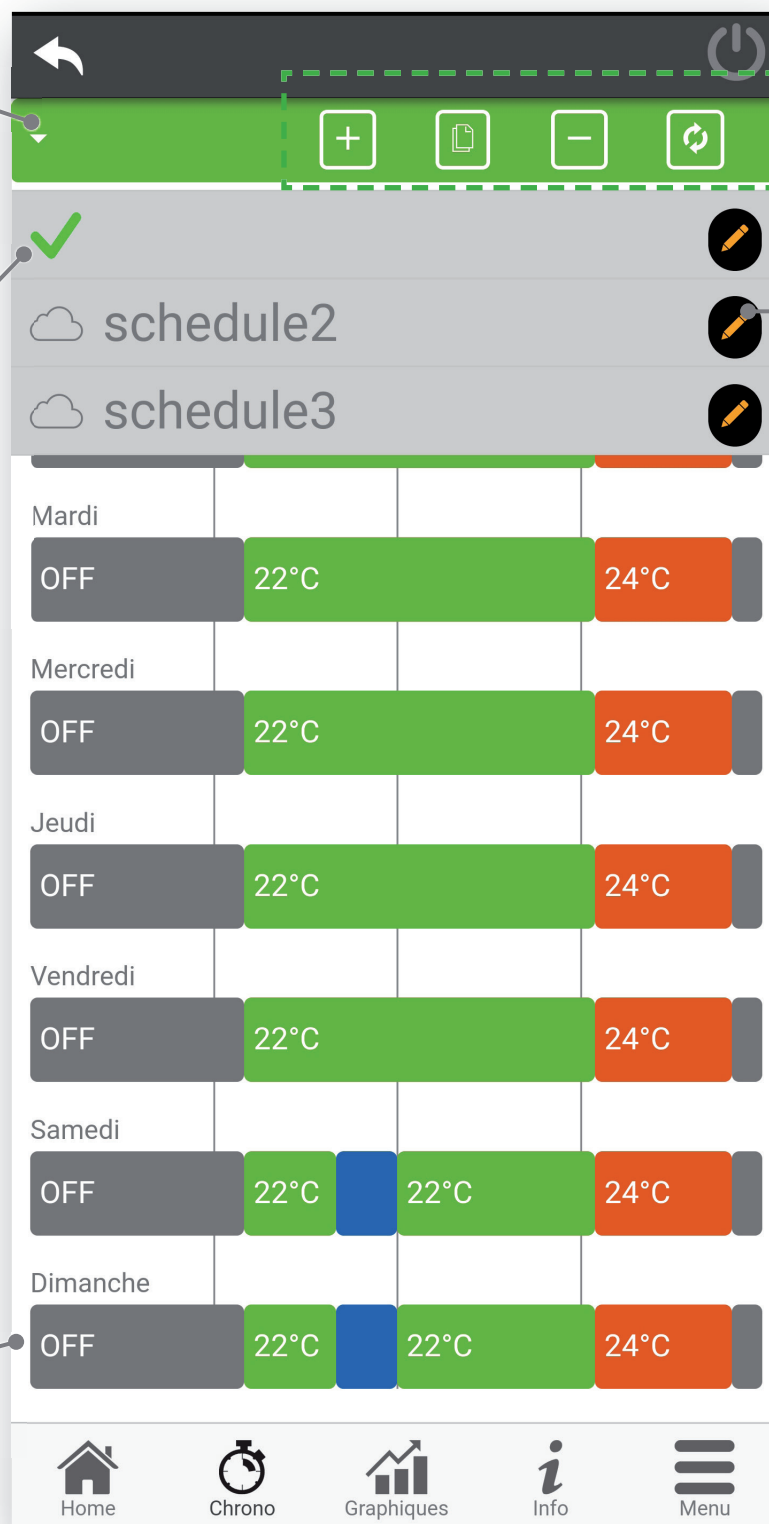 schedule2
schedule3
Mardi
OFF 22°C 24°C
Mercredi
OFF 22°C 24°C
Jeudi
OFF 22°C 24°C
Vendredi
OFF 22°C 24°C
Samedi
OFF 22°C 22°C 24°C
Dimanche
OFF 22°C 22°C 24°C
Home Chrono Graphiques Info Menu